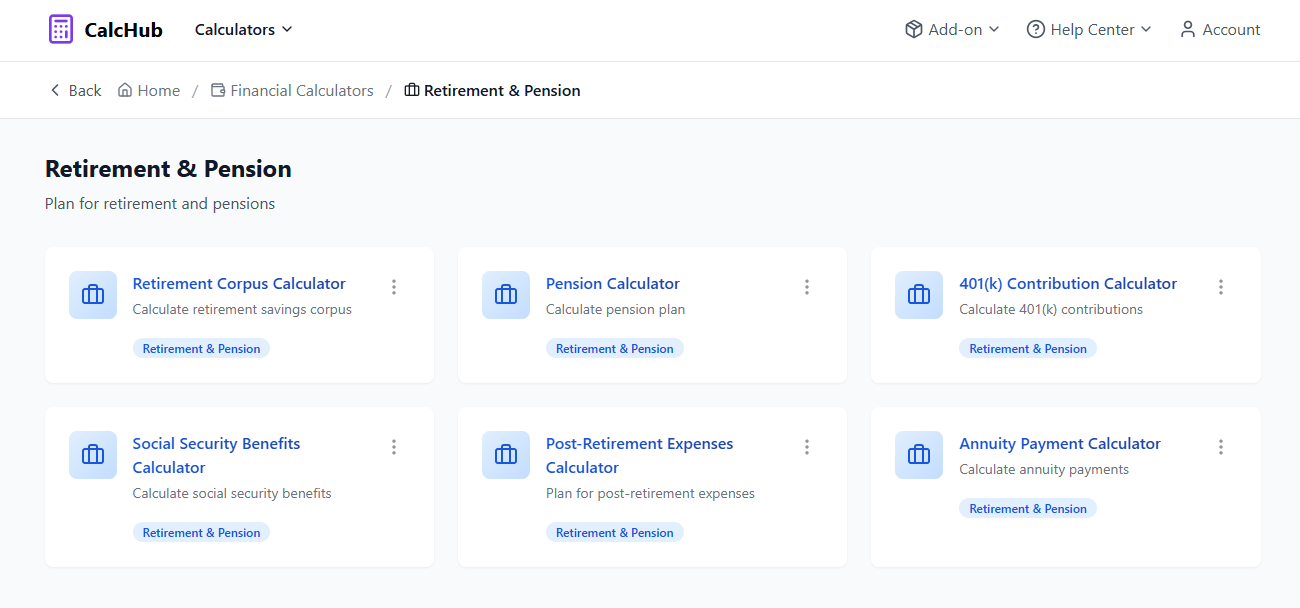 CalcHub Calculators Add-on Help Center Account
Back Home / Financial Calculators / Retirement & Pension
Retirement & Pension
Plan for retirement and pensions
Retirement Corpus Calculator
Calculate retirement savings corpus
Retirement & Pension
Pension Calculator
Calculate pension plan
Retirement & Pension
401(k) Contribution Calculator
Calculate 401(k) contributions
Retirement & Pension
Social Security Benefits
Calculator
Calculate social security benefits
Retirement & Pension
Post-Retirement Expenses
Calculator
Plan for post-retirement expenses
Retirement & Pension
Annuity Payment Calculator
Calculate annuity payments
Retirement & Pension